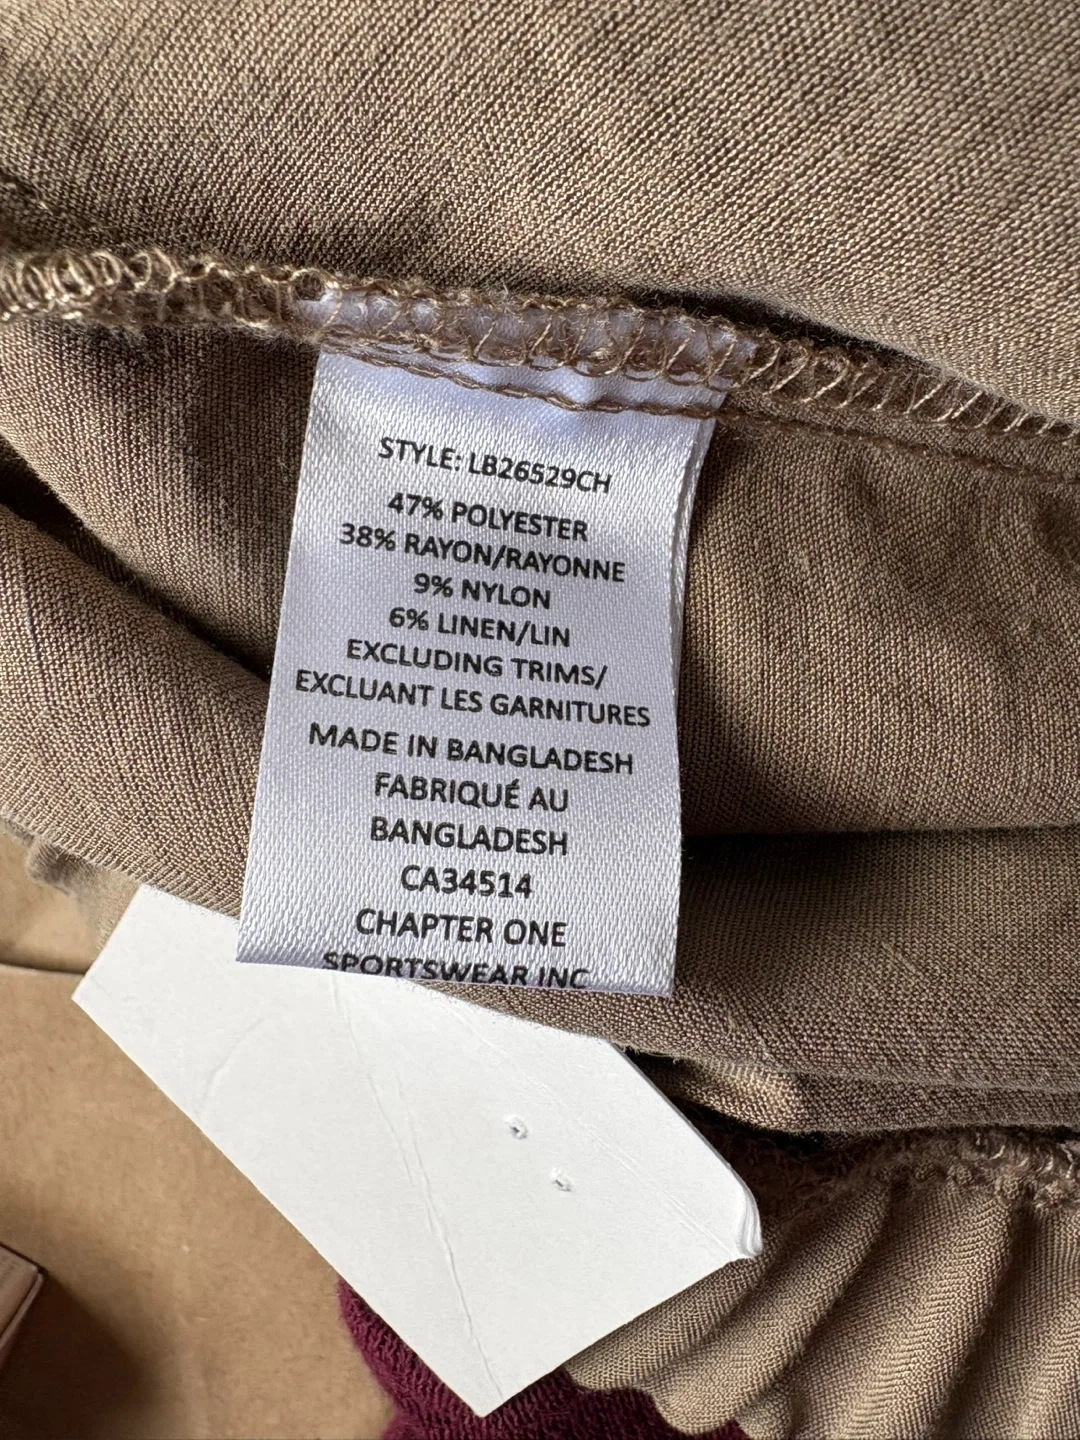 STYLE: LB26529CH
47% POLYESTER
38% RAYON/RAYONNE
9% NYLON
6% LINEN/LIN
EXCLUDING TRIMS/
EXCLUANT LES GARNITURES
MADE IN BANGLADESH
FABRIQUÉ AU
BANGLADESH
CA34514
CHAPTER ONE
SPORTSWEAR INC